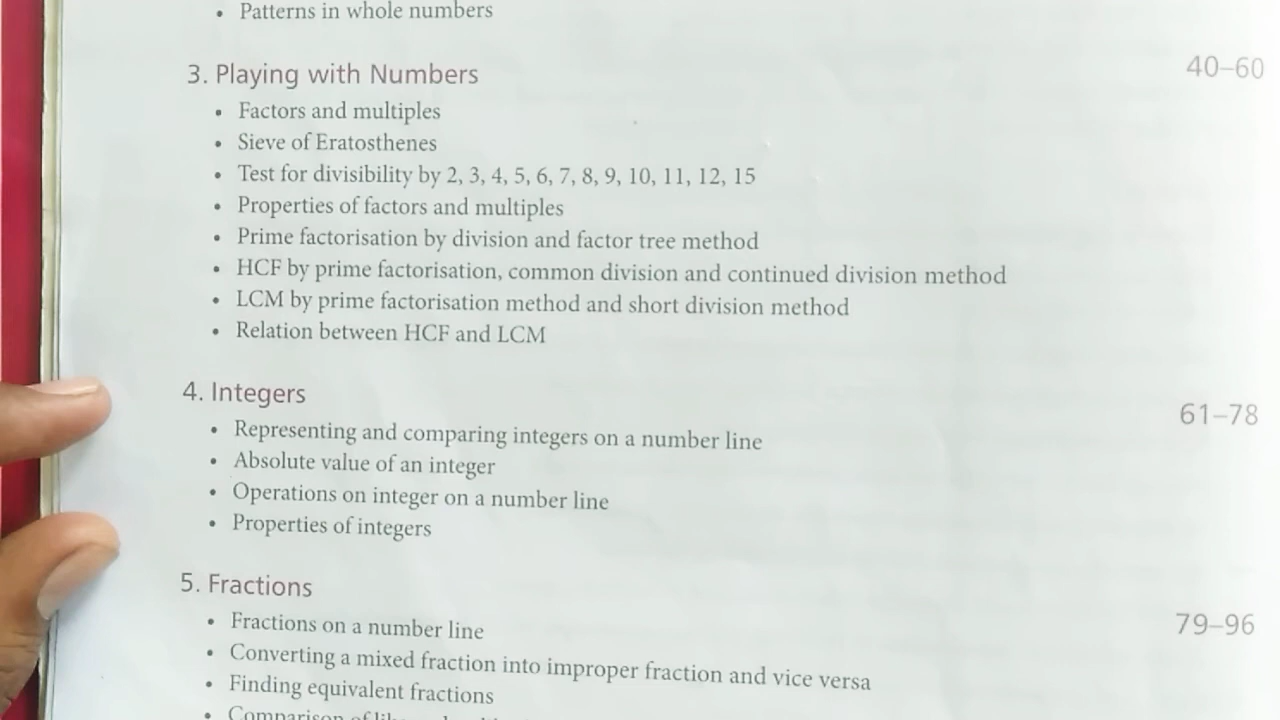 • Patterns in whole numbers
3. Playing with Numbers 40–60
• Factors and multiples
• Sieve of Eratosthenes
• Test for divisibility by 2, 3, 4, 5, 6, 7, 8, 9, 10, 11, 12, 15
• Properties of factors and multiples
• Prime factorisation by division and factor tree method
• HCF by prime factorisation, common division and continued division method
• LCM by prime factorisation method and short division method
• Relation between HCF and LCM
4. Integers 61–78
• Representing and comparing integers on a number line
• Absolute value of an integer
• Operations on integer on a number line
• Properties of integers
5. Fractions 79–96
• Fractions on a number line
• Converting a mixed fraction into improper fraction and vice versa
• Finding equivalent fractions
• Comparison of